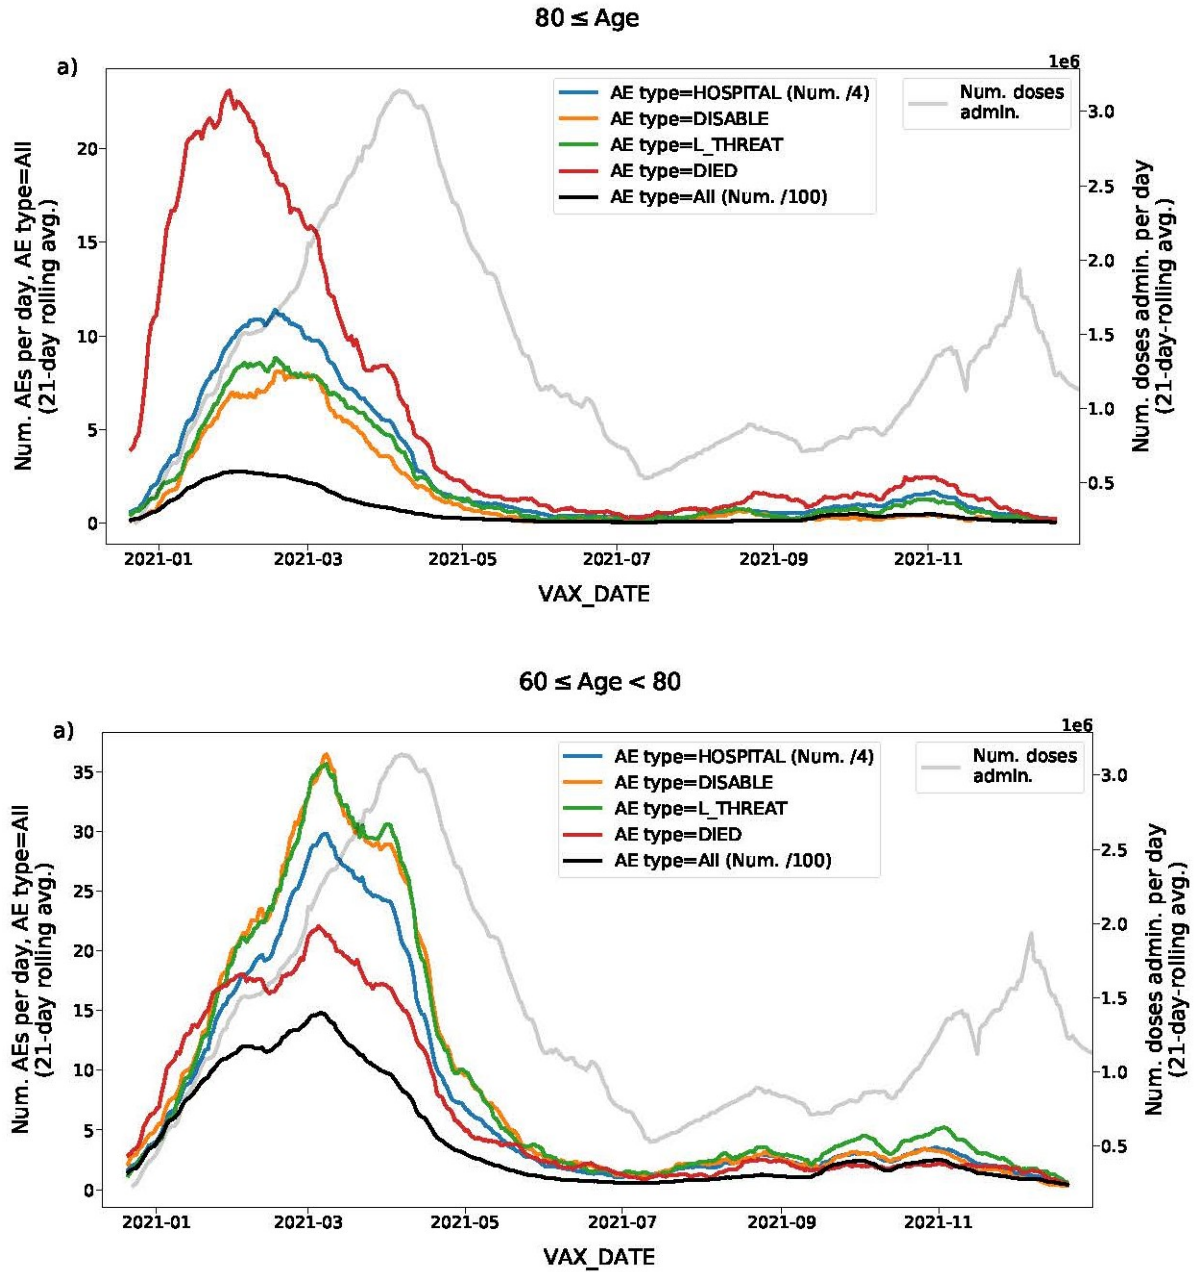 80 ≤ Age
a)
1e6
AE type=HOSPITAL (Num. /4)
AE type=DISABLE
AE type=L_THREAT
AE type=DIED
AE type=All (Num. /100)
Num. doses
admin.
Num. AEs per day, AE type=All
(21-day rolling avg.)
20
15
10
5
0
3.0
2.5
2.0
1.5
1.0
0.5
Num. doses admin. per day
(21-day-rolling avg.)
2021-01 2021-03 2021-05 2021-07 2021-09 2021-11
VAX_DATE
60 ≤ Age < 80
a)
1e6
AE type=HOSPITAL (Num. /4)
AE type=DISABLE
AE type=L_THREAT
AE type=DIED
AE type=All (Num. /100)
Num. doses
admin.
Num. AEs per day, AE type=All
(21-day rolling avg.)
35
30
25
20
15
10
5
0
3.0
2.5
2.0
1.5
1.0
0.5
Num. doses admin. per day
(21-day-rolling avg.)
2021-01 2021-03 2021-05 2021-07 2021-09 2021-11
VAX_DATE